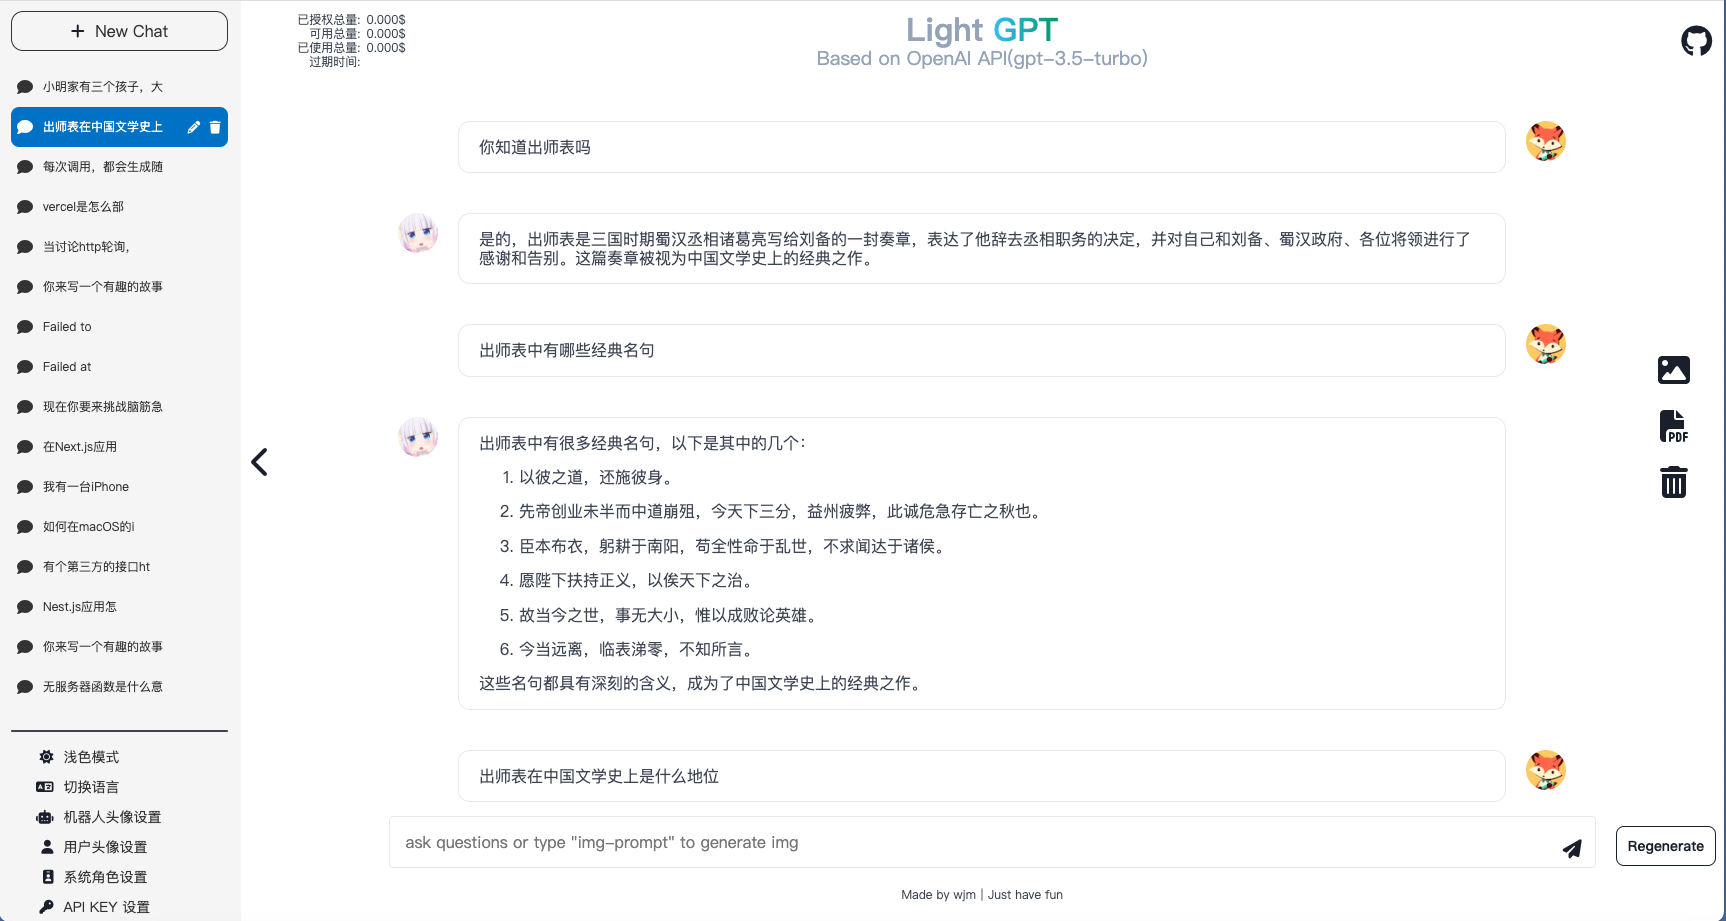 New Chat
小明家有三个孩子，大
出师表在中国文学史上
每次调用，都会生成随
vercel是怎么部
当讨论http轮询，
你来写一个有趣的故事
Failed to
Failed at
现在你要来挑战脑筋急
在Next.js应用
我有一台iPhone
如何在macOS的i
有个第三方的接口ht
Nest.js应用怎
你来写一个有趣的故事
无服务器函数是什么意
浅色模式
切换语言
机器人头像设置
用户头像设置
系统角色设置
API KEY 设置
已授权总量: 0.000$
可用总量: 0.000$
已使用总量: 0.000$
过期时间:
Light GPT
Based on OpenAI API(gpt-3.5-turbo)
你知道出师表吗
是的，出师表是三国时期蜀汉丞相诸葛亮写给刘备的一封奏章，表达了他辞去丞相职务的决定，并对自己和刘备、蜀汉政府、各位将领进行了
感谢和告别。这篇奏章被视为中国文学史上的经典之作。
出师表中有哪些经典名句
出师表中有很多经典名句，以下是其中的几个：
1. 以彼之道，还施彼身。
2. 先帝创业未半而中道崩殂，今天下三分，益州疲弊，此诚危急存亡之秋也。
3. 臣本布衣，躬耕于南阳，苟全性命于乱世，不求闻达于诸侯。
4. 愿陛下扶持正义，以俟天下之治。
5. 故当今之世，事无大小，惟以成败论英雄。
6. 今当远离，临表涕零，不知所言。
这些名句都具有深刻的含义，成为了中国文学史上的经典之作。
出师表在中国文学史上是什么地位
PDF
ask questions or type "img-prompt" to generate img
Regenerate
Made by wjm | Just have fun